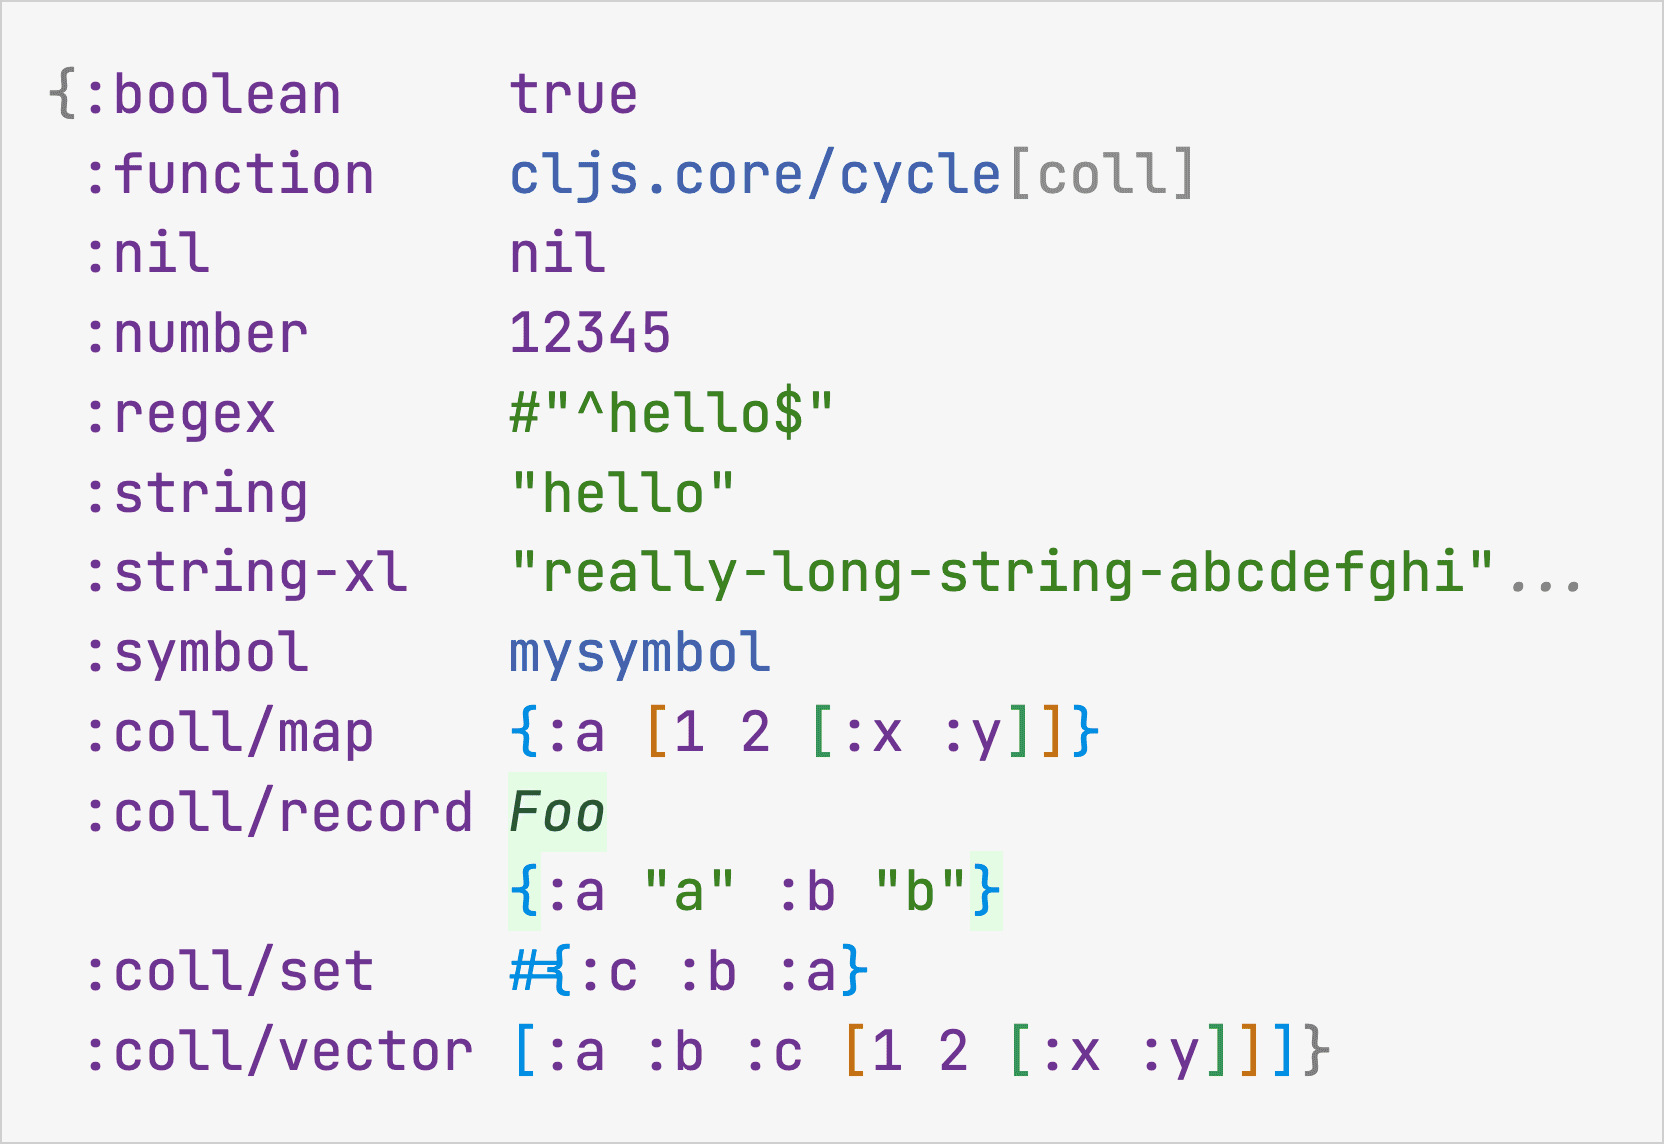 {:boolean     true
 :function    cljs.core/cycle[coll]
 :nil         nil
 :number      12345
 :regex       #"^hello$"
 :string      "hello"
 :string-xl   "really-long-string-abcdefghi"...
 :symbol      mysymbol
 :coll/map    {:a [1 2 [:x :y]]}
 :coll/record Foo
              {:a "a" :b "b"}
 :coll/set    #{:c :b :a}
 :coll/vector [:a :b :c [1 2 [:x :y]]]}